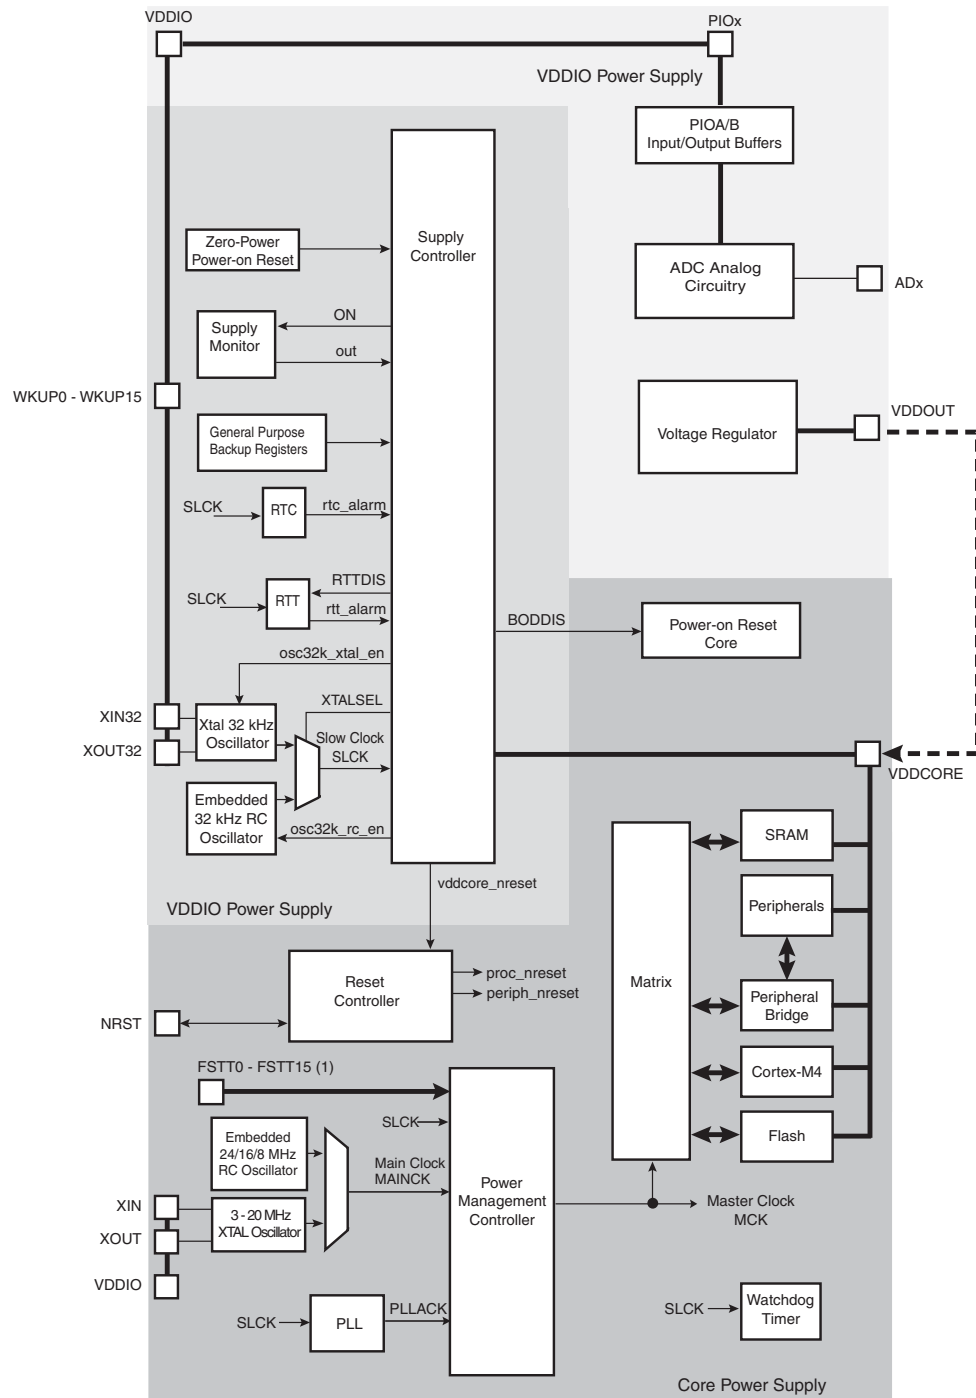 VDDIO
PIOx
VDDIO Power Supply
PIOA/B
Input/Output Buffers
Supply
Controller
Zero-Power
Power-on Reset
ADC Analog
Circuitry
ADx
ON
Supply
Monitor
out
WKUP0 - WKUP15
General Purpose
Backup Registers
Voltage Regulator
VDDOUT
SLCK
RTC
rtc_alarm
RTTDIS
SLCK
RTT
rtt_alarm
BODDIS
Power-on Reset
Core
osc32k_xtal_en
XTALSEL
XIN32
XOUT32
Xtal 32 kHz
Oscillator
Slow Clock
SLCK
VDDCORE
Embedded
32 kHz RC
Oscillator
osc32k_rc_en
vddcore_nreset
VDDIO Power Supply
SRAM
Peripherals
Matrix
Reset
Controller
proc_nreset
periph_nreset
Peripheral
Bridge
NRST
FSTT0 - FSTT15 (1)
Cortex-M4
SLCK
Flash
Embedded
24/16/8 MHz
RC Oscillator
Main Clock
MAINCK
Power
Management
Controller
XIN
XOUT
3 - 20 MHz
XTAL Oscillator
Master Clock
MCK
VDDIO
SLCK
PLL
PLLACK
SLCK
Watchdog
Timer
Core Power Supply